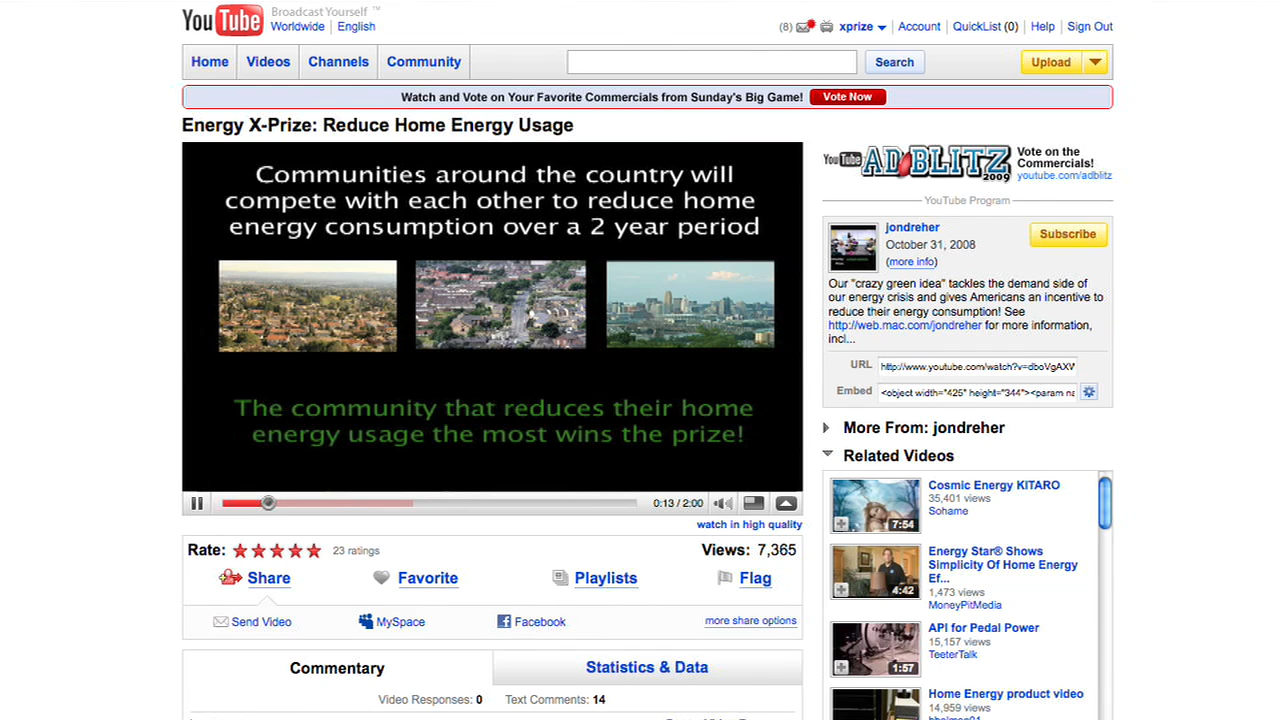 YouTube Broadcast Yourself ™
Worldwide | English
(8) xprize Account QuickList (0) Help Sign Out
Home Videos Channels Community Search Upload
Watch and Vote on Your Favorite Commercials from Sunday's Big Game! Vote Now
Energy X-Prize: Reduce Home Energy Usage
Communities around the country will
compete with each other to reduce home
energy consumption over a 2 year period
The community that reduces their home
energy usage the most wins the prize!
0:13 / 2:00
watch in high quality
Rate: 23 ratings Views: 7,365
Share Favorite Playlists Flag
Send Video MySpace Facebook more share options
Commentary Statistics & Data
Video Responses: 0 Text Comments: 14
YouTube AD BLITZ 2009
Vote on the
Commercials!
youtube.com/adblitz
YouTube Program
jondreher
October 31, 2008
(more info)
Subscribe
Our "crazy green idea" tackles the demand side of
our energy crisis and gives Americans an incentive to
reduce their energy consumption! See
http://web.mac.com/jondreher for more information,
incl...
URL http://www.youtube.com/watch?v=dboVgAXW
Embed <object width="425" height="344"><param na
More From: jondreher
Related Videos
Cosmic Energy KITARO
35,401 views
Sohame
7:54
Energy Star® Shows
Simplicity Of Home Energy
Ef...
1,473 views
MoneyPitMedia
4:42
API for Pedal Power
15,157 views
TeeterTalk
1:57
Home Energy product video
14,959 views